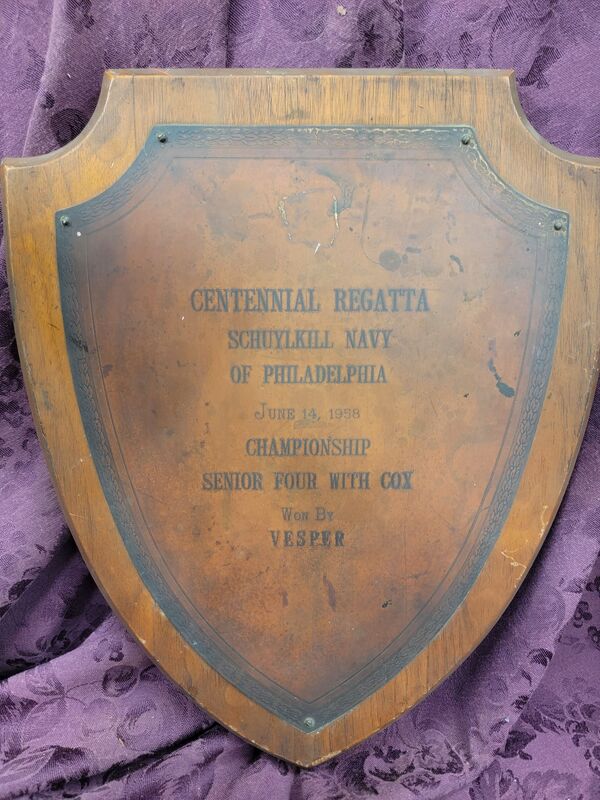 CENTENNIAL REGATTA
SCHUYLKILL NAVY
OF PHILADELPHIA
JUNE 14, 1958
CHAMPIONSHIP
SENIOR FOUR WITH COX
WON BY
VESPER